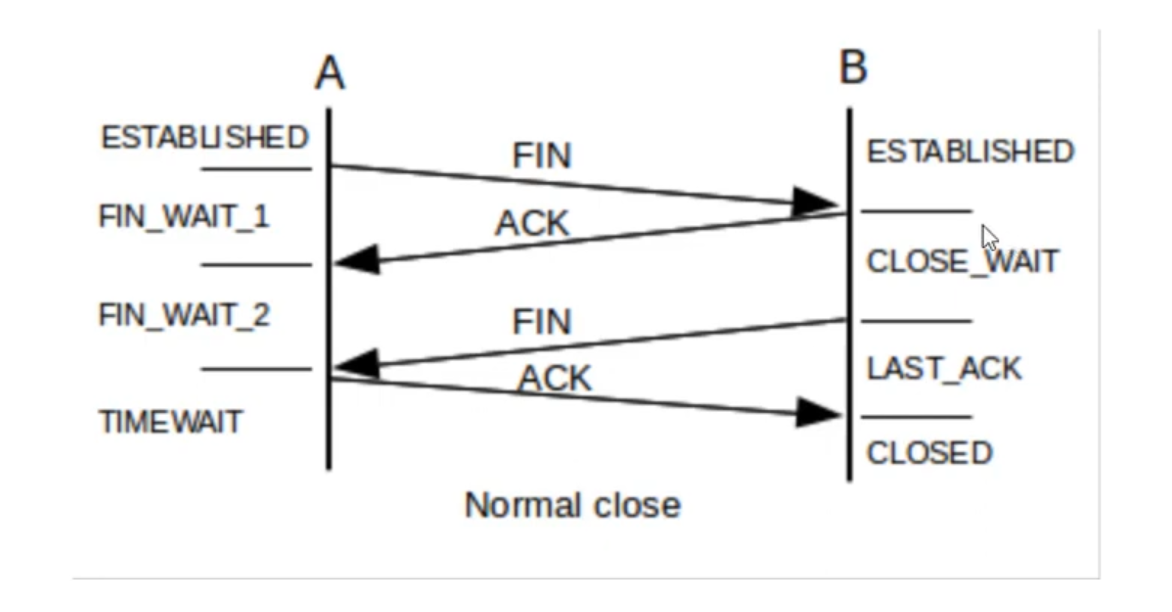 A
B
ESTABLISHED
FIN
ESTABLISHED
FIN_WAIT_1
ACK
CLOSE_WAIT
FIN_WAIT_2
FIN
LAST_ACK
ACK
TIMEWAIT
CLOSED
Normal close